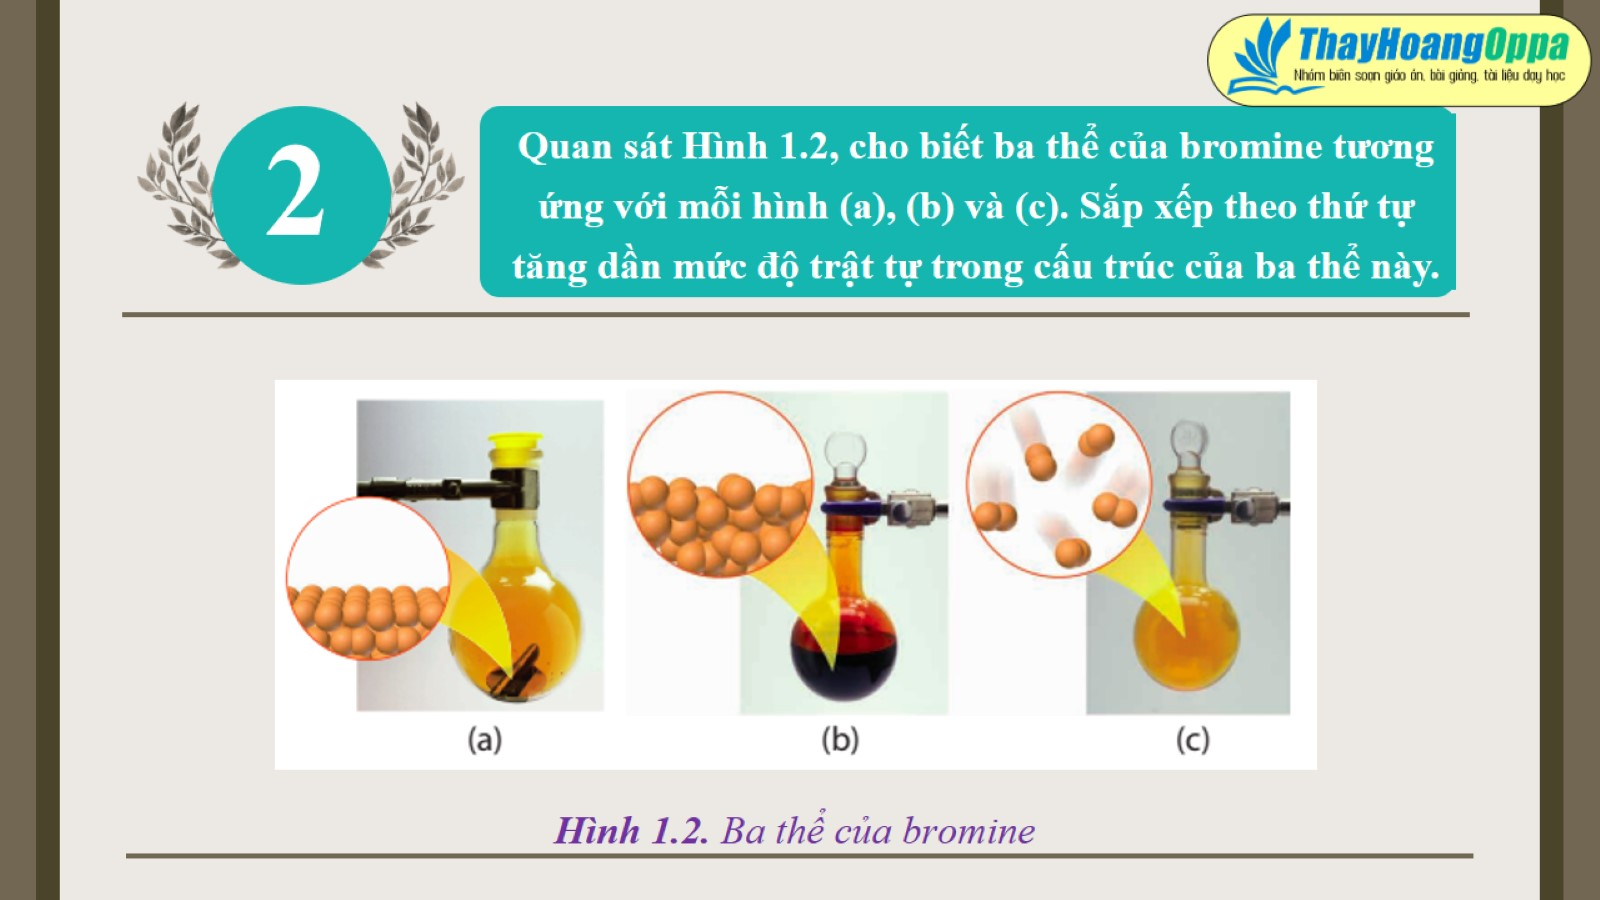 ThayHoangOppa
Nhóm biên soạn giáo án, bài giảng, tài liệu dạy học
2
Quan sát Hình 1.2, cho biết ba thể của bromine tương
ứng với mỗi hình (a), (b) và (c). Sắp xếp theo thứ tự
tăng dần mức độ trật tự trong cấu trúc của ba thể này.
(a)
(b)
(c)
Hình 1.2. Ba thể của bromine